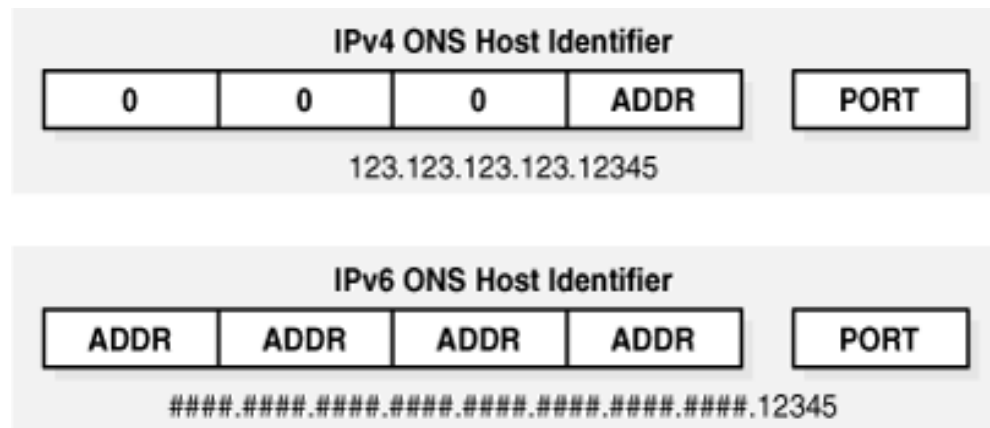 IPv4 ONS Host Identifier
0 0 0 ADDR PORT
123.123.123.123.12345
IPv6 ONS Host Identifier
ADDR ADDR ADDR ADDR PORT
####.####.####.####.####.####.####.####.12345